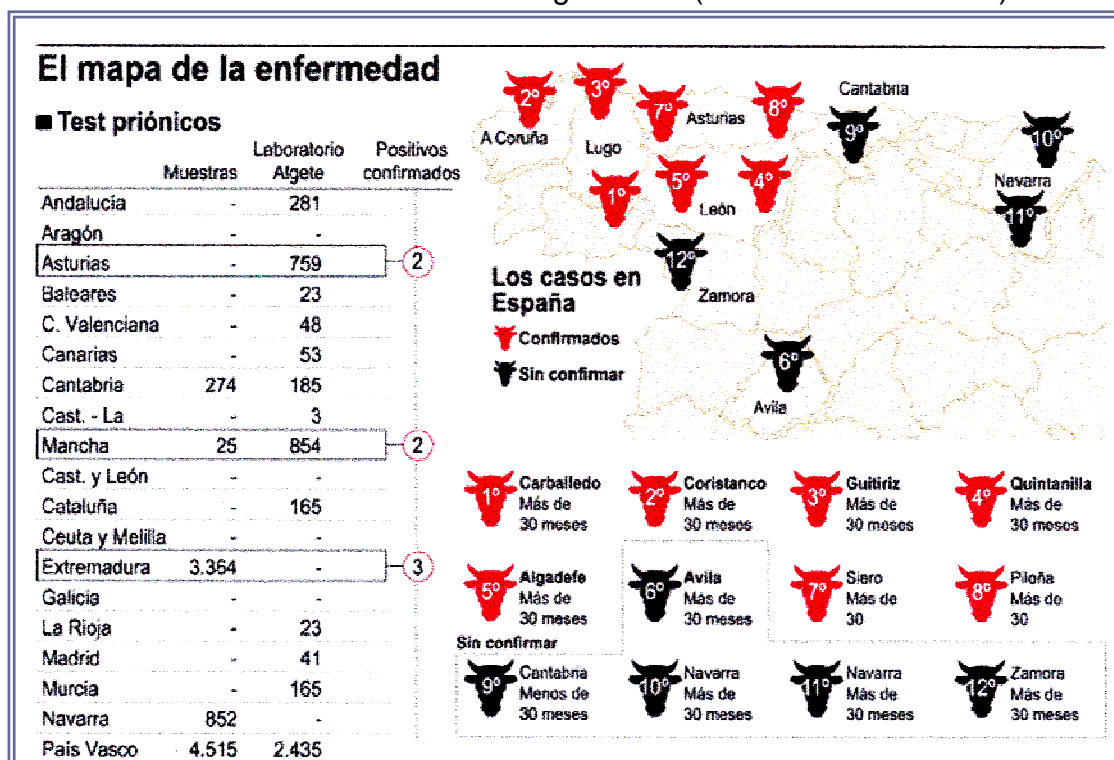 El mapa de la enfermedad
Test priónicos
Muestras Laboratorio Algete Positivos confirmados
Andalucía - 281
Aragón - -
Asturias - 759 2
Baleares - 23
C. Valenciana - 48
Canarias - 53
Cantabria 274 185
Cast. - La - 3
Mancha 25 854 2
Cast. y León - -
Cataluña - 165
Ceuta y Melilla -
Extremadura 3.364 - 3
Galicia - -
La Rioja - 23
Madrid - 41
Murcia - 165
Navarra 852 -
País Vasco 4.515 2.435
2º
3º
7º
8º
Cantabria
9º
10º
A Coruña
Lugo
Asturias
1º
5º
4º
León
Navarra
11º
12º
Zamora
Los casos en
España
Confirmados
Sin confirmar
6º
Avila
1º Carballedo
Más de
30 meses
2º Coristanco
Más de
30 meses
3º Guitiriz
Más de
30 meses
4º Quintanilla
Más de
30 meses
5º Algadefe
Más de
30 meses
6º Avila
Más de
30 meses
7º Siero
Más de
30
8º Piloña
Más de
30
Sin confirmar
9º Cantabria
Menos de
30 meses
10º Navarra
Más de
30 meses
11º Navarra
Más de
30 meses
12º Zamora
Más de
30 meses